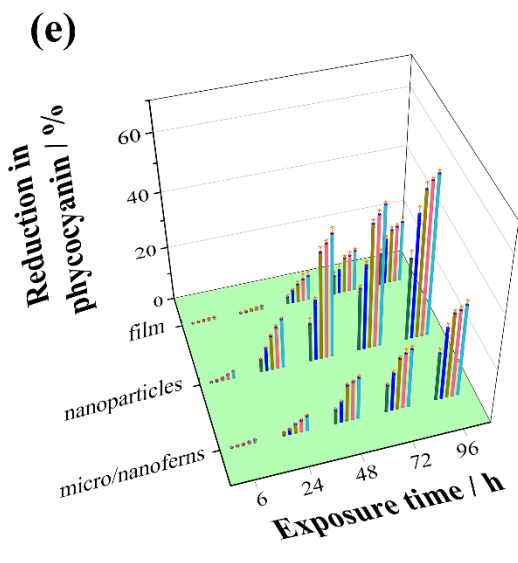 (e)
Reduction in
phycocyanin / %
60
40
20
0
film
nanoparticles
micro/nanoferns
6
24
48
72
96
Exposure time / h